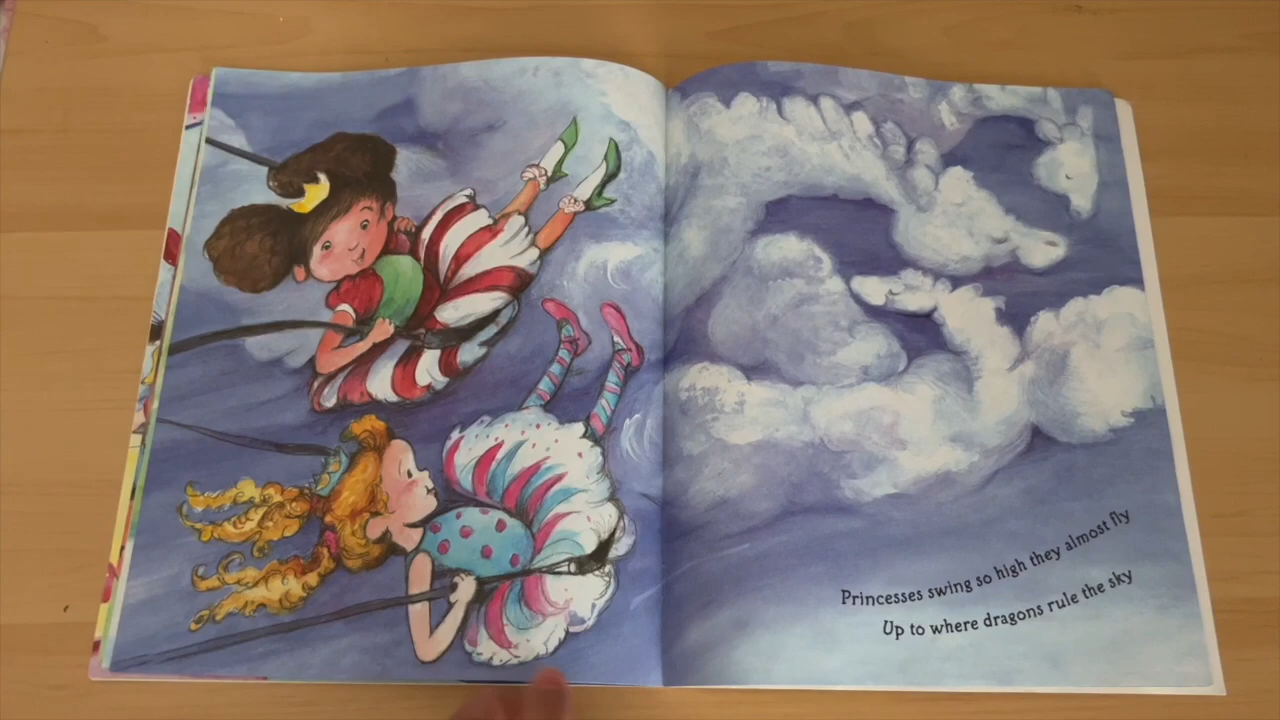 Princesses swing so high they almost fly
Up to where dragons rule the sky